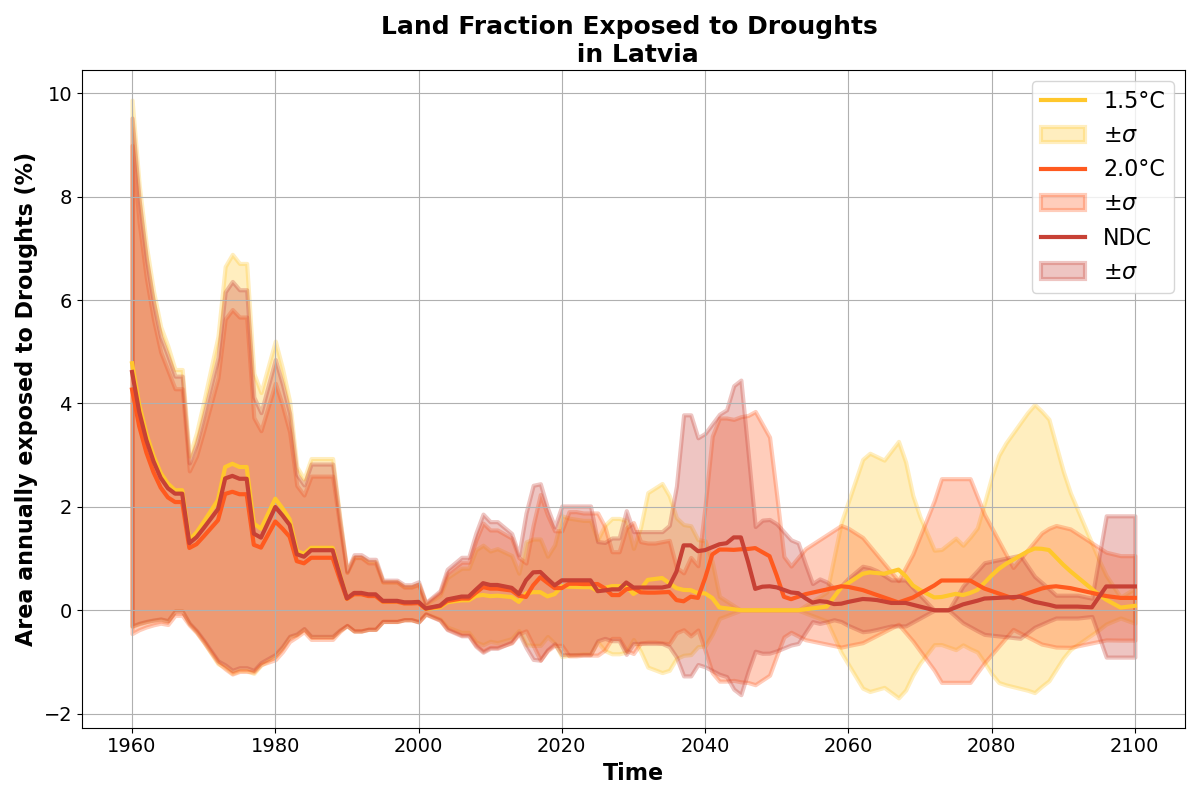 Land Fraction Exposed to Droughts
in Latvia
Area annually exposed to Droughts (%)
10
8
6
4
2
0
−2
1.5°C
±σ
2.0°C
±σ
NDC
±σ
1960 1980 2000 2020 2040 2060 2080 2100
Time